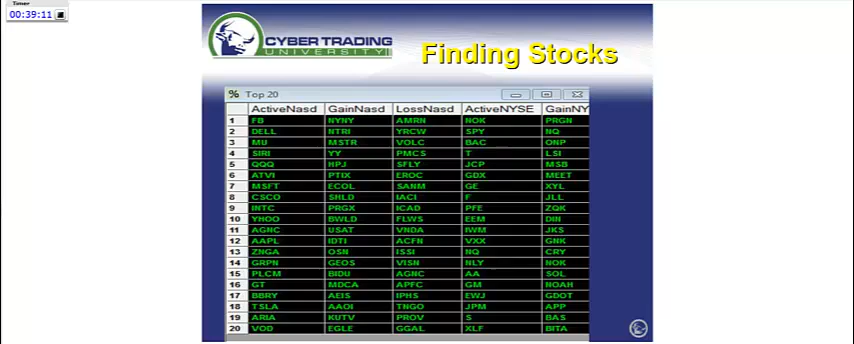 Timer
00:39:11
CYBER TRADING
UNIVERSITY
Finding Stocks
% Top 20
ActiveNasd GainNasd LossNasd ActiveNYSE GainNY
1 FB NYNY AMRN NOK PRGN
2 DELL NTRI YRCW SPY NQ
3 MU MSTR VOLC BAC ONP
4 SIRI YY PMCS T LSI
5 QQQ HPJ SFLY JCP MSB
6 ATVI PTIX EROC GDX MEET
7 MSFT ECOL SANM GE XYL
8 CSCO SHLD IACI F JLL
9 INTC PRGX ICAD PFE ZQK
10 YHOO BWLD FLWS EEM DIN
11 AGNC USAT VNDA IWM JKS
12 AAPL IDTI ACFN VXX GNK
13 ZNGA OSN ISSI NQ CRY
14 GRPN GEOS VISN NLY NOK
15 PLCM BIDU AGNC AA SOL
16 GT MDCA APFC GM NOAH
17 BBRY AEIS IPHS EWJ GDOT
18 TSLA AAOI TNGO JPM APP
19 ARIA KUTV PROV S BAS
20 VOD EGLE GGAL XLF BITA